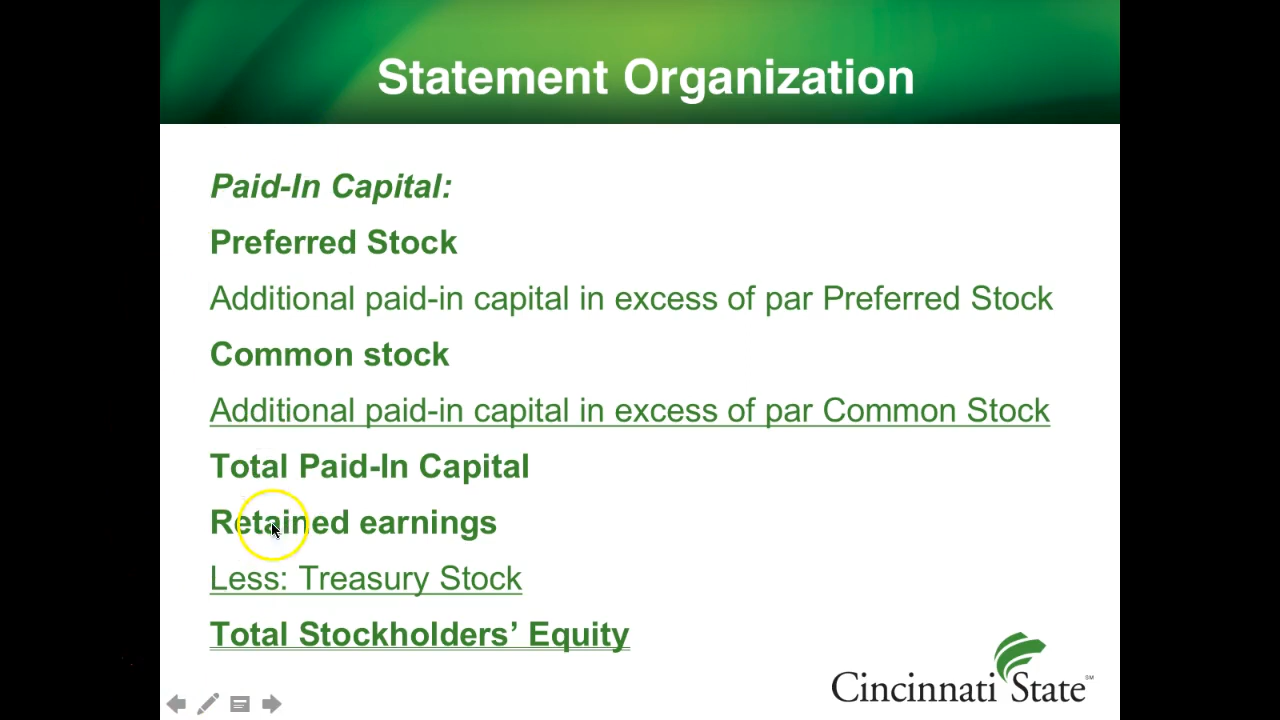 Statement Organization
Paid-In Capital:
Preferred Stock
Additional paid-in capital in excess of par Preferred Stock
Common stock
Additional paid-in capital in excess of par Common Stock
Total Paid-In Capital
Retained earnings
Less: Treasury Stock
Total Stockholders’ Equity
Cincinnati State SM